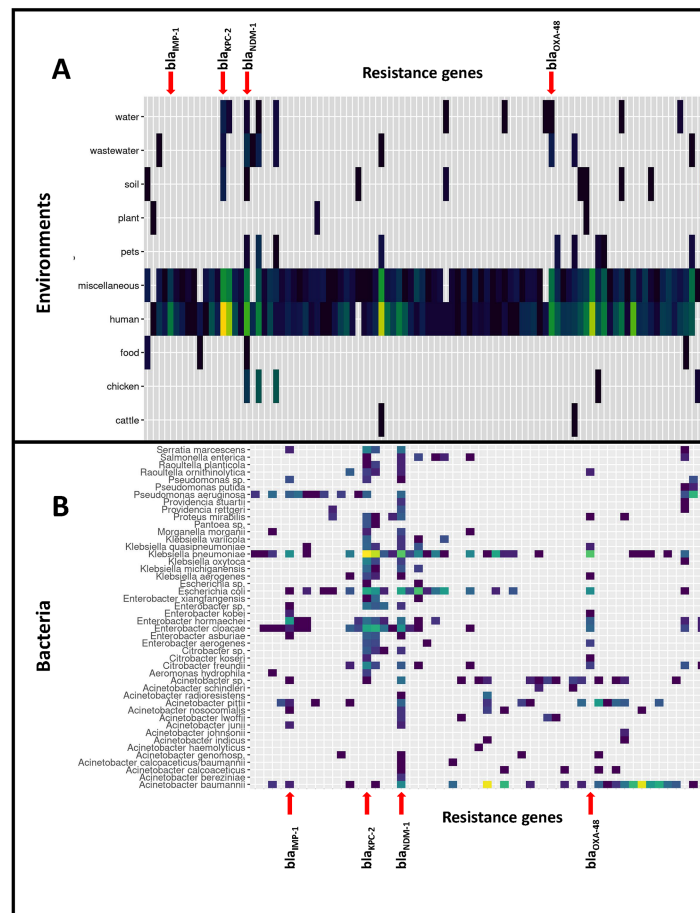 blaIMP-1
blaKPC-2
blaNDM-1
blaOXA-48
A
Resistance genes
Environments
water
wastewater
soil
plant
pets
miscellaneous
human
food
chicken
cattle
B
Bacteria
Serratia marcescens
Salmonella enterica
Raoultella planticola
Raoultella ornithinolytica
Pseudomonas sp.
Pseudomonas putida
Pseudomonas aeruginosa
Providencia stuartii
Providencia rettgeri
Proteus mirabilis
Pantoea sp.
Morganella morganii
Klebsiella variicola
Klebsiella quasipneumoniae
Klebsiella pneumoniae
Klebsiella oxytoca
Klebsiella michiganensis
Klebsiella aerogenes
Escherichia sp.
Escherichia coli
Enterobacter xiangfangensis
Enterobacter sp.
Enterobacter kobei
Enterobacter hormaechei
Enterobacter cloacae
Enterobacter asburiae
Enterobacter aerogenes
Citrobacter sp.
Citrobacter koseri
Citrobacter freundii
Aeromonas hydrophila
Acinetobacter sp.
Acinetobacter schindleri
Acinetobacter radioresistens
Acinetobacter pittii
Acinetobacter nosocomialis
Acinetobacter lwoffii
Acinetobacter junii
Acinetobacter johnsonii
Acinetobacter indicus
Acinetobacter haemolyticus
Acinetobacter genomosp.
Acinetobacter calcoaceticus/baumannii
Acinetobacter calcoaceticus
Acinetobacter bereziniae
Acinetobacter baumannii
Resistance genes
blaIMP-1
blaKPC-2
blaNDM-1
blaOXA-48